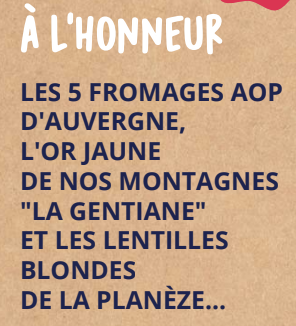 À L'HONNEUR
LES 5 FROMAGES AOP
D'AUVERGNE,
L'OR JAUNE
DE NOS MONTAGNES
"LA GENTIANE"
ET LES LENTILLES
BLONDES
DE LA PLANÈZE...